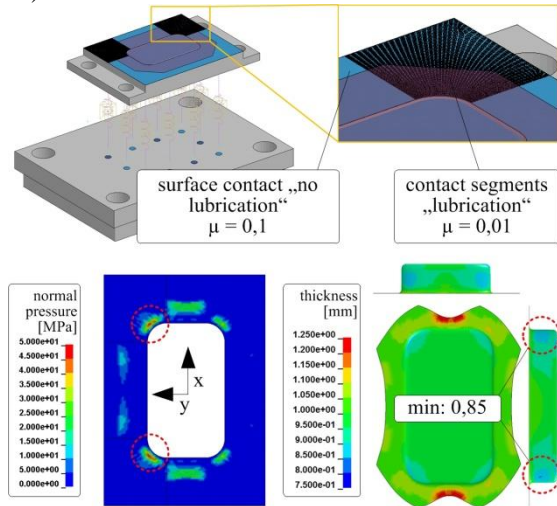 surface contact „no
lubrication“
μ = 0,1
contact segments
„lubrication“
μ = 0,01
normal
pressure
[MPa]
5.000e+01
4.500e+01
4.000e+01
3.500e+01
3.000e+01
2.500e+01
2.000e+01
1.500e+01
1.000e+01
5.000e+00
0.000e+00
x
y
thickness
[mm]
1.250e+00
1.200e+00
1.150e+00
1.100e+00
1.050e+00
1.000e+00
9.500e-01
9.000e-01
8.500e-01
8.000e-01
7.500e-01
min: 0,85